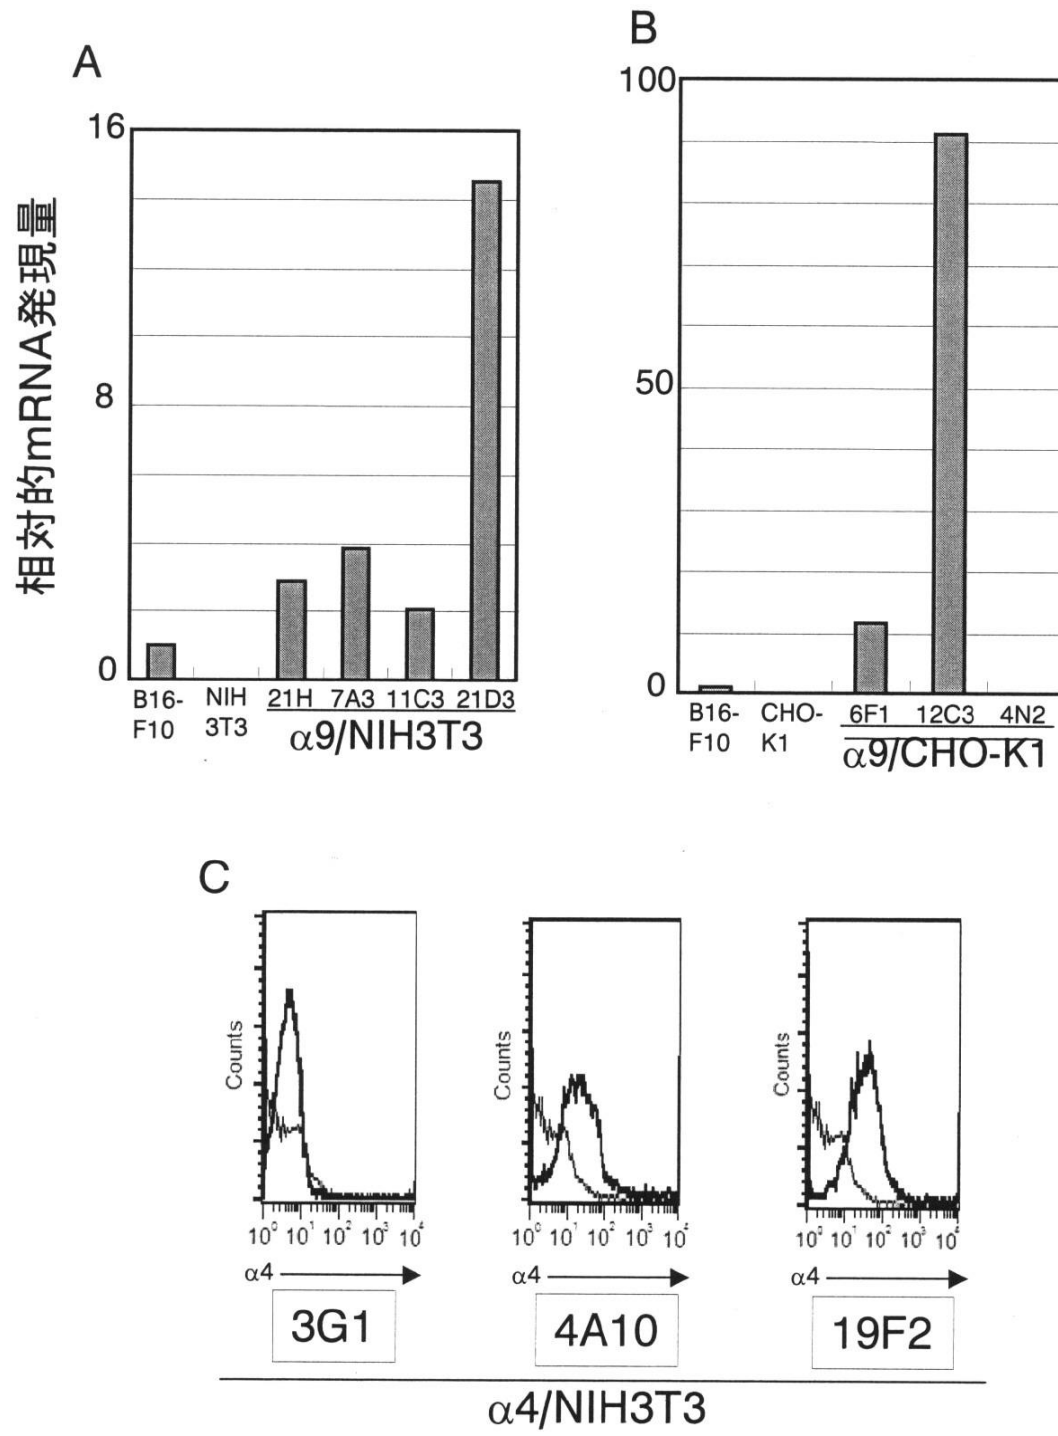 A
16
8
0
相対的mRNA発現量
B16-
F10
NIH
3T3
21H 7A3 11C3 21D3
α9/NIH3T3
B
100
50
0
B16-
F10
CHO-
K1
6F1 12C3 4N2
α9/CHO-K1
C
Counts
10⁰ 10¹ 10² 10³ 10⁴
α4
3G1
Counts
10⁰ 10¹ 10² 10³ 10⁴
α4
4A10
Counts
10⁰ 10¹ 10² 10³ 10⁴
α4
19F2
α4/NIH3T3